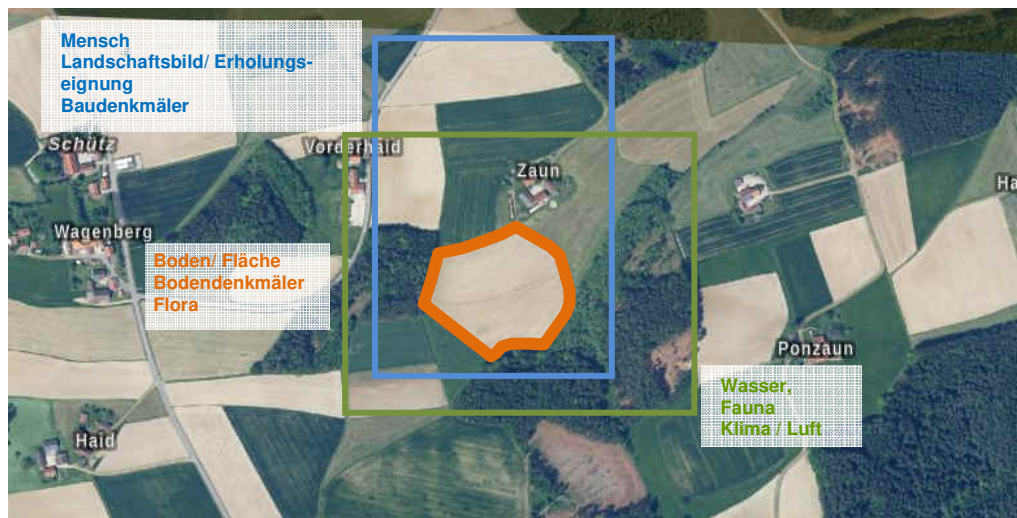 Mensch
Landschaftsbild/ Erholungs-
eignung
Baudenkmäler
Schütz
Vorderhaid
Zaun
Wagenberg
Boden/ Fläche
Bodendenkmäler
Flora
Ponzaun
Wasser,
Fauna
Klima / Luft
Haid